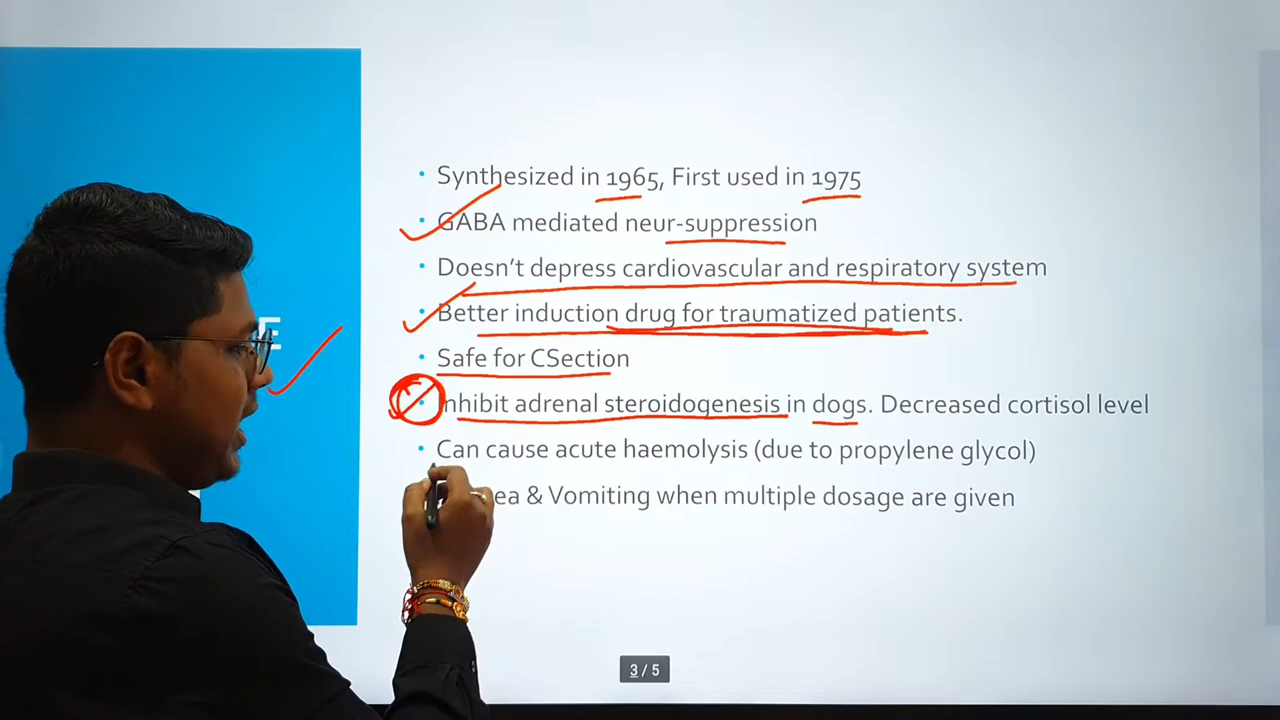 E
• Synthesized in 1965, First used in 1975
• GABA mediated neur-suppression
• Doesn't depress cardiovascular and respiratory system
• Better induction drug for traumatized patients.
• Safe for CSection
• Inhibit adrenal steroidogenesis in dogs. Decreased cortisol level
• Can cause acute haemolysis (due to propylene glycol)
& Vomiting when multiple dosage are given
3 / 5